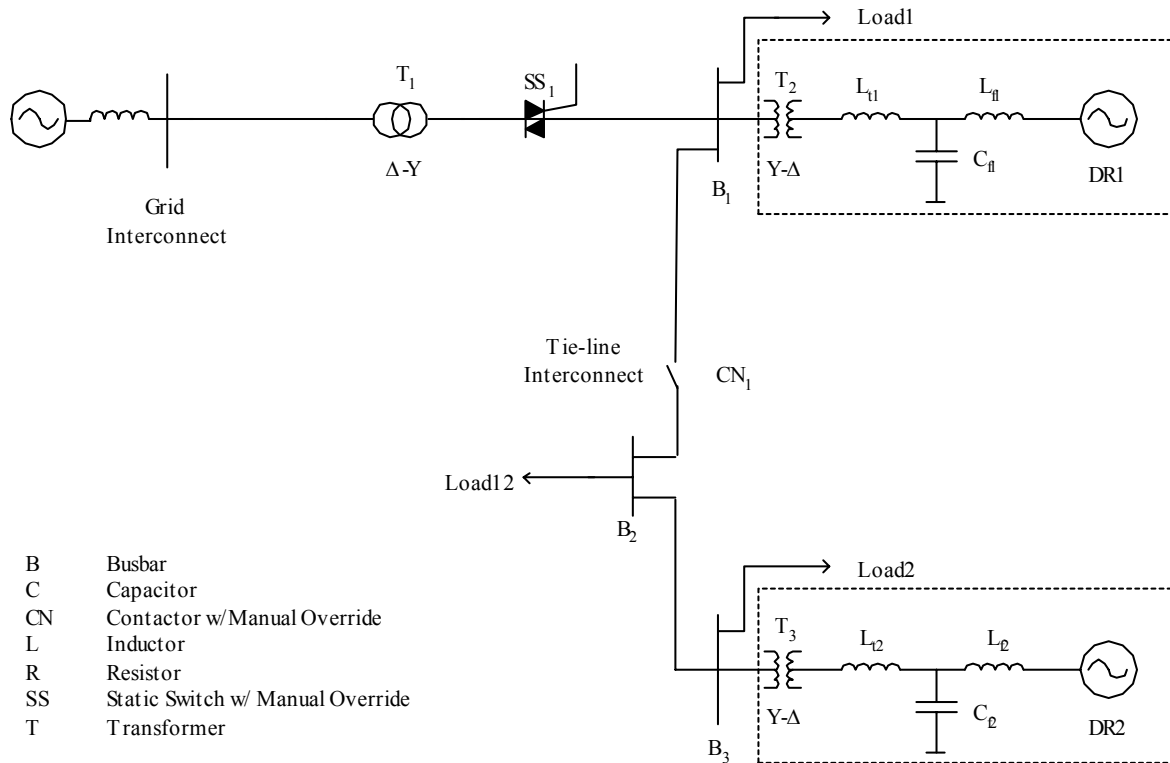 Load1
T1
SS1
T2
Lt1
Lf1
Δ-Y
Y-Δ
Cf1
DR1
B1
Grid
Interconnect
Tie-line
Interconnect
CN1
Load12
B2
Load2
T3
Lt2
Lf2
Y-Δ
Cf2
DR2
B3
B Busbar
C Capacitor
CN Contactor w/Manual Override
L Inductor
R Resistor
SS Static Switch w/ Manual Override
T Transformer